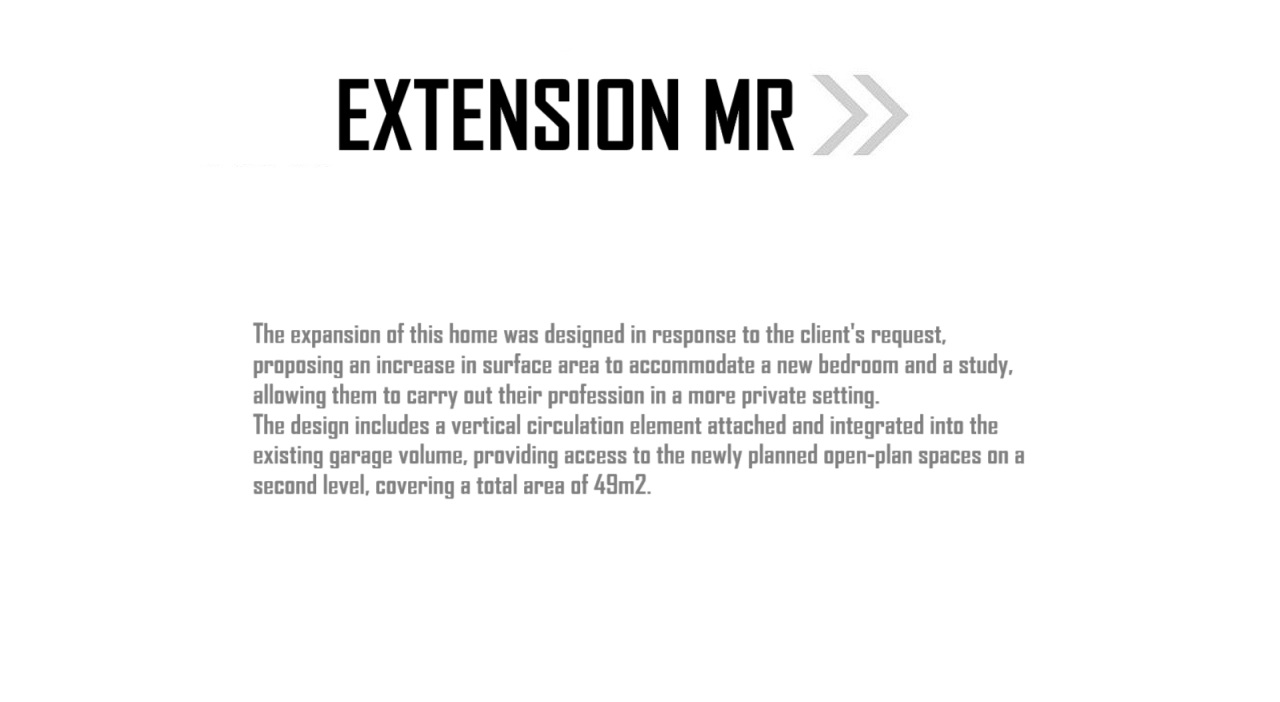 EXTENSION MR
The expansion of this home was designed in response to the client's request,
proposing an increase in surface area to accommodate a new bedroom and a study,
allowing them to carry out their profession in a more private setting.
The design includes a vertical circulation element attached and integrated into the
existing garage volume, providing access to the newly planned open-plan spaces on a
second level, covering a total area of 49m2.